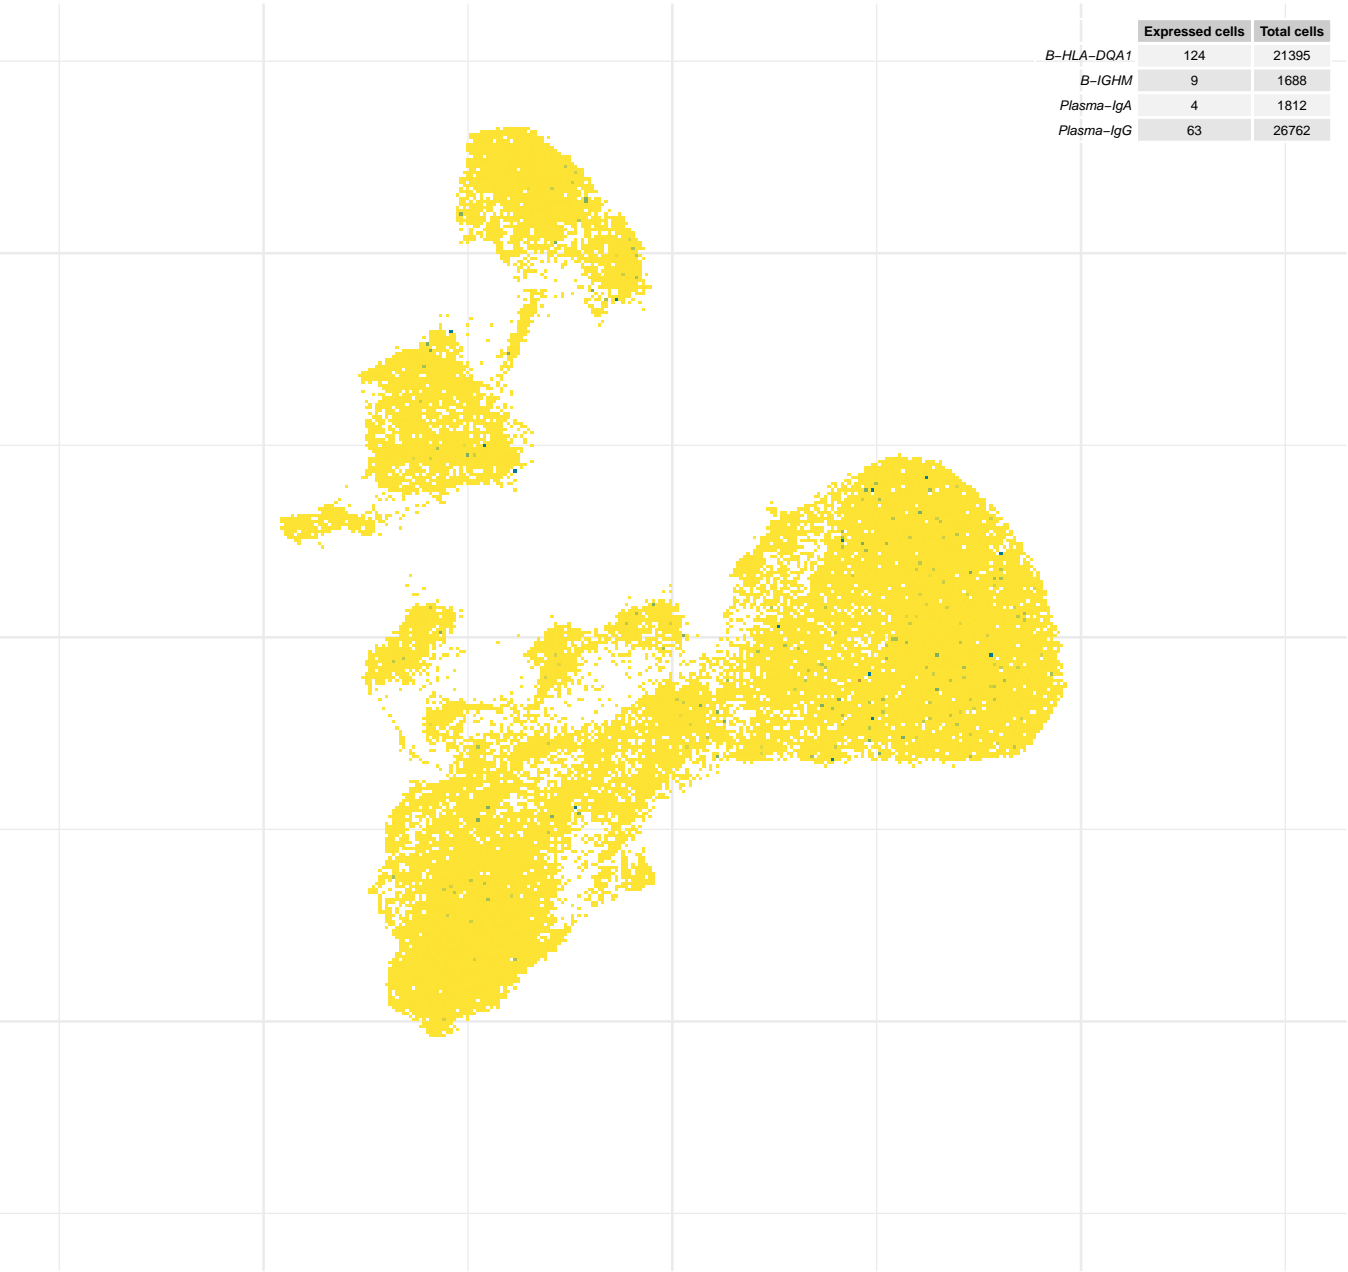 Expressed cells Total cells
B−HLA−DQA1 124 21395
B−IGHM 9 1688
Plasma−IgA 4 1812
Plasma−IgG 63 26762